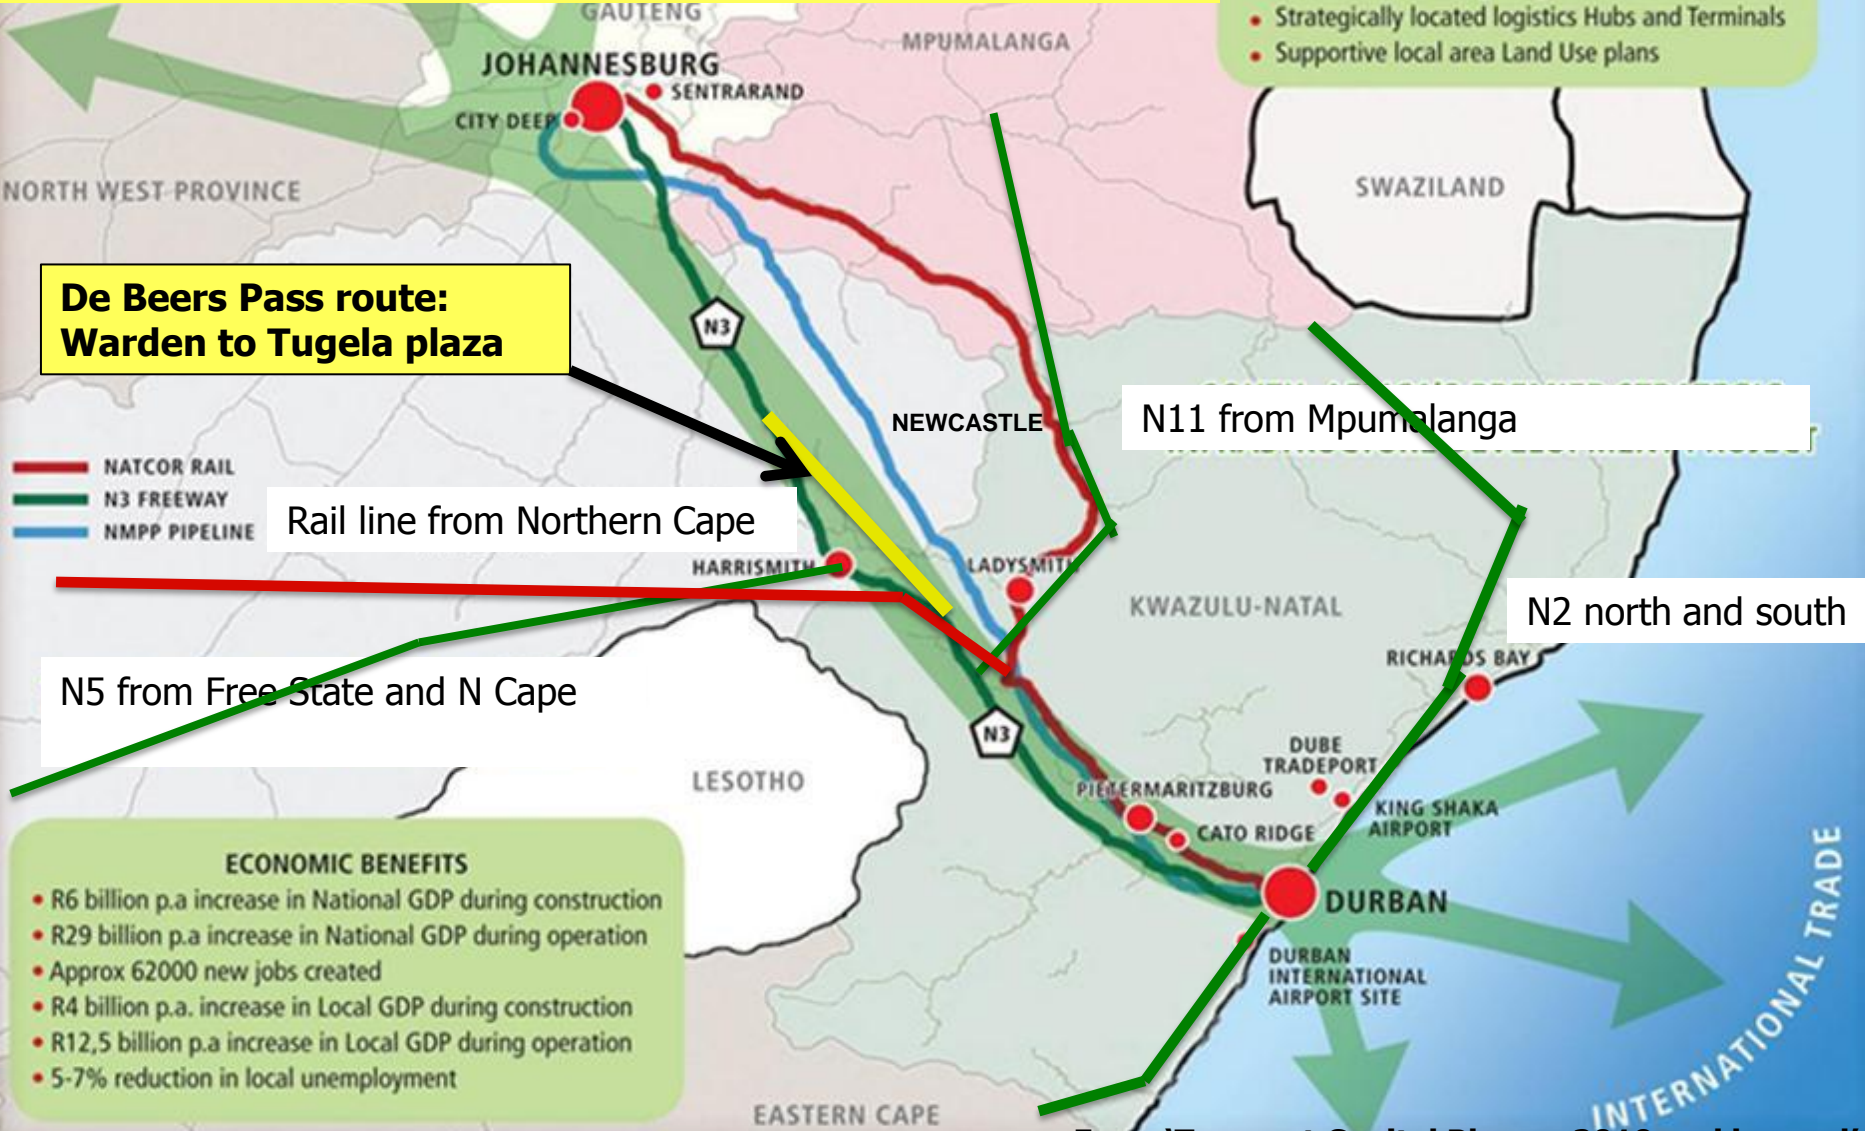 GAUTENG
MPUMALANGA
• Strategically located logistics Hubs and Terminals
• Supportive local area Land Use plans
JOHANNESBURG
SENTRARAND
CITY DEEP
NORTH WEST PROVINCE
SWAZILAND
De Beers Pass route:
Warden to Tugela plaza
N3
NEWCASTLE
N11 from Mpumalanga
NATCOR RAIL
N3 FREEWAY
NMPP PIPELINE
Rail line from Northern Cape
HARRISMITH
LADYSMITH
KWAZULU-NATAL
N2 north and south
RICHARDS BAY
N5 from Free State and N Cape
N3
LESOTHO
DUBE
TRADEPORT
PIETERMARITZBURG
KING SHAKA
AIRPORT
CATO RIDGE
DURBAN
DURBAN
INTERNATIONAL
AIRPORT SITE
INTERNATIONAL TRADE
ECONOMIC BENEFITS
• R6 billion p.a increase in National GDP during construction
• R29 billion p.a increase in National GDP during operation
• Approx 62000 new jobs created
• R4 billion p.a. increase in Local GDP during construction
• R12,5 billion p.a increase in Local GDP during operation
• 5-7% reduction in local unemployment
EASTERN CAPE